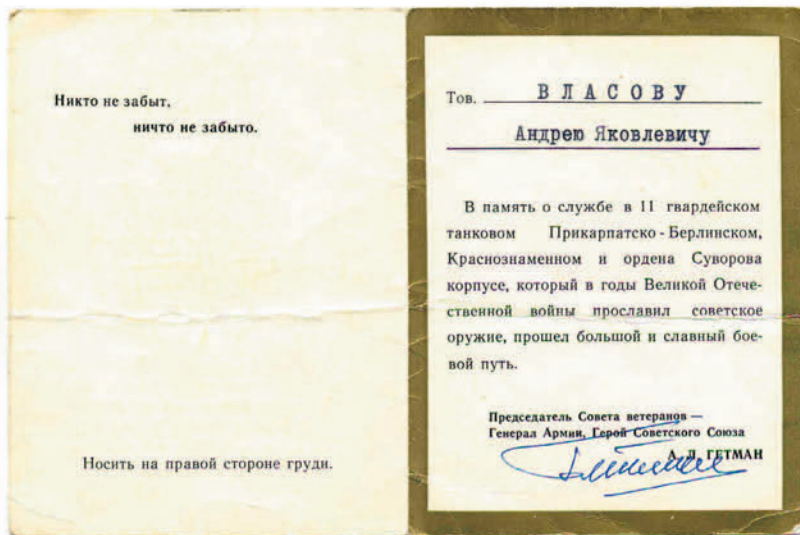 Никто не забыт,
ничто не забыто.
Носить на правой стороне груди.
Тов. ВЛАСОВУ
Андрею Яковлевичу
В память о службе в 11 гвардейском
танковом Прикарпатско-Берлинском,
Краснознаменном и ордена Суворова
корпусе, который в годы Великой Отече-
ственной войны прославил советское
оружие, прошел большой и славный бое-
вой путь.
Председатель Совета ветеранов —
Генерал Армии, Герой Советского Союза
А. Л. ГЕТМАН